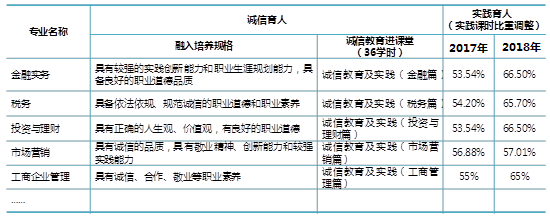 专业名称 诚信育人 实践育人
(实践课时比重调整)
融入培养规格 诚信教育进课堂
(36学时) 2017年 2018年
金融实务 具有较强的实践创新能力和职业生涯规划能力，具
备良好的职业道德品质 诚信教育及实践（金融篇） 53.54% 66.50%
税务 具备依法依规、规范诚信的职业道德和职业素养 诚信教育及实践（税务篇） 54.20% 65.70%
投资与理财 具有正确的人生观、价值观，有良好的职业道德 诚信教育及实践（投资与
理财篇） 53.54% 66.50%
市场营销 具有诚信的品质，具有敬业精神、创新能力和较强
实践能力 诚信教育及实践（市场营
销篇） 56.88% 57.01%
工商企业管理 具有诚信、合作、敬业等职业素养 诚信教育及实践（工商管
理篇） 55% 65%
……